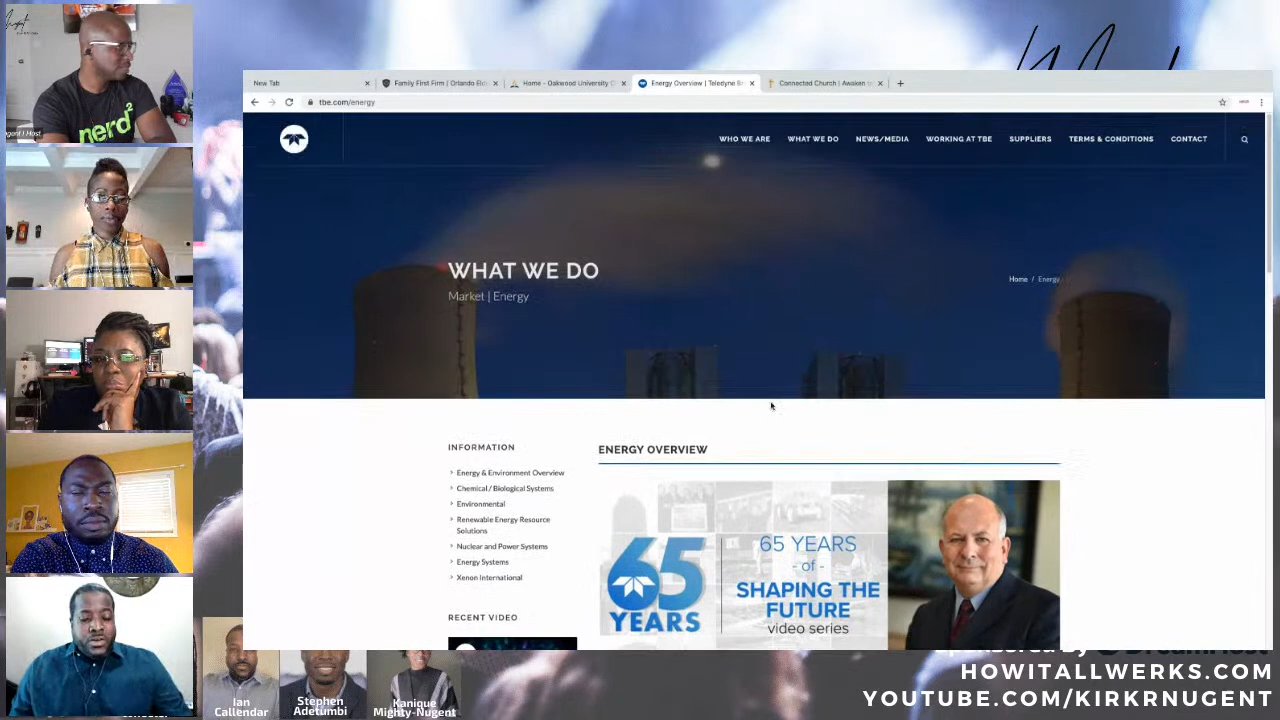 New Tab
Family First Firm | Orlando Eld
Home - Oakwood University C
Energy Overview | Teledyne Br
Connected Church | Awaken t
tbe.com/energy
WHO WE ARE
WHAT WE DO
NEWS/MEDIA
WORKING AT TBE
SUPPLIERS
TERMS & CONDITIONS
CONTACT
nerd²
WHAT WE DO
Market | Energy
Home / Energy
INFORMATION
Energy & Environment Overview
Chemical / Biological Systems
Environmental
Renewable Energy Resource
Solutions
Nuclear and Power Systems
Energy Systems
Xenon International
RECENT VIDEO
ENERGY OVERVIEW
65
YEARS
65 YEARS
- of -
SHAPING THE
FUTURE
video series
Ian
Callendar
Stephen
Adetumbi
Kanique
Mighty-Nugent
HOWITALLWERKS.COM
YOUTUBE.COM/KIRKRNUGENT